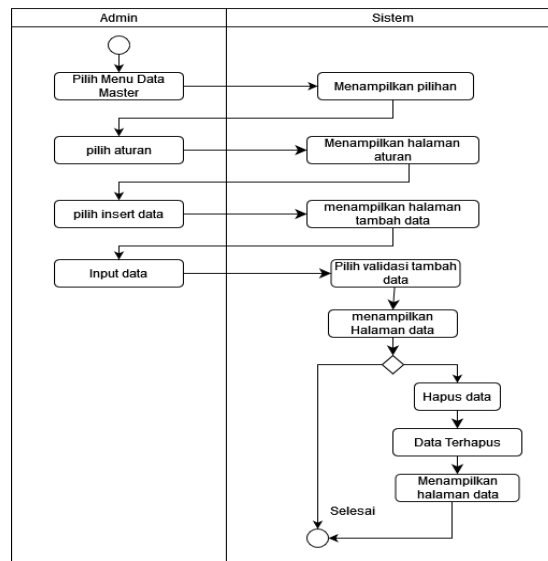 Admin
Sistem
Pilih Menu Data
Master
Menampilkan pilihan
pilih aturan
Menampilkan halaman
aturan
pilih insert data
menampilkan halaman
tambah data
Input data
Pilih validasi tambah
data
menampilkan
Halaman data
Hapus data
Data Terhapus
Menampilkan
halaman data
Selesai